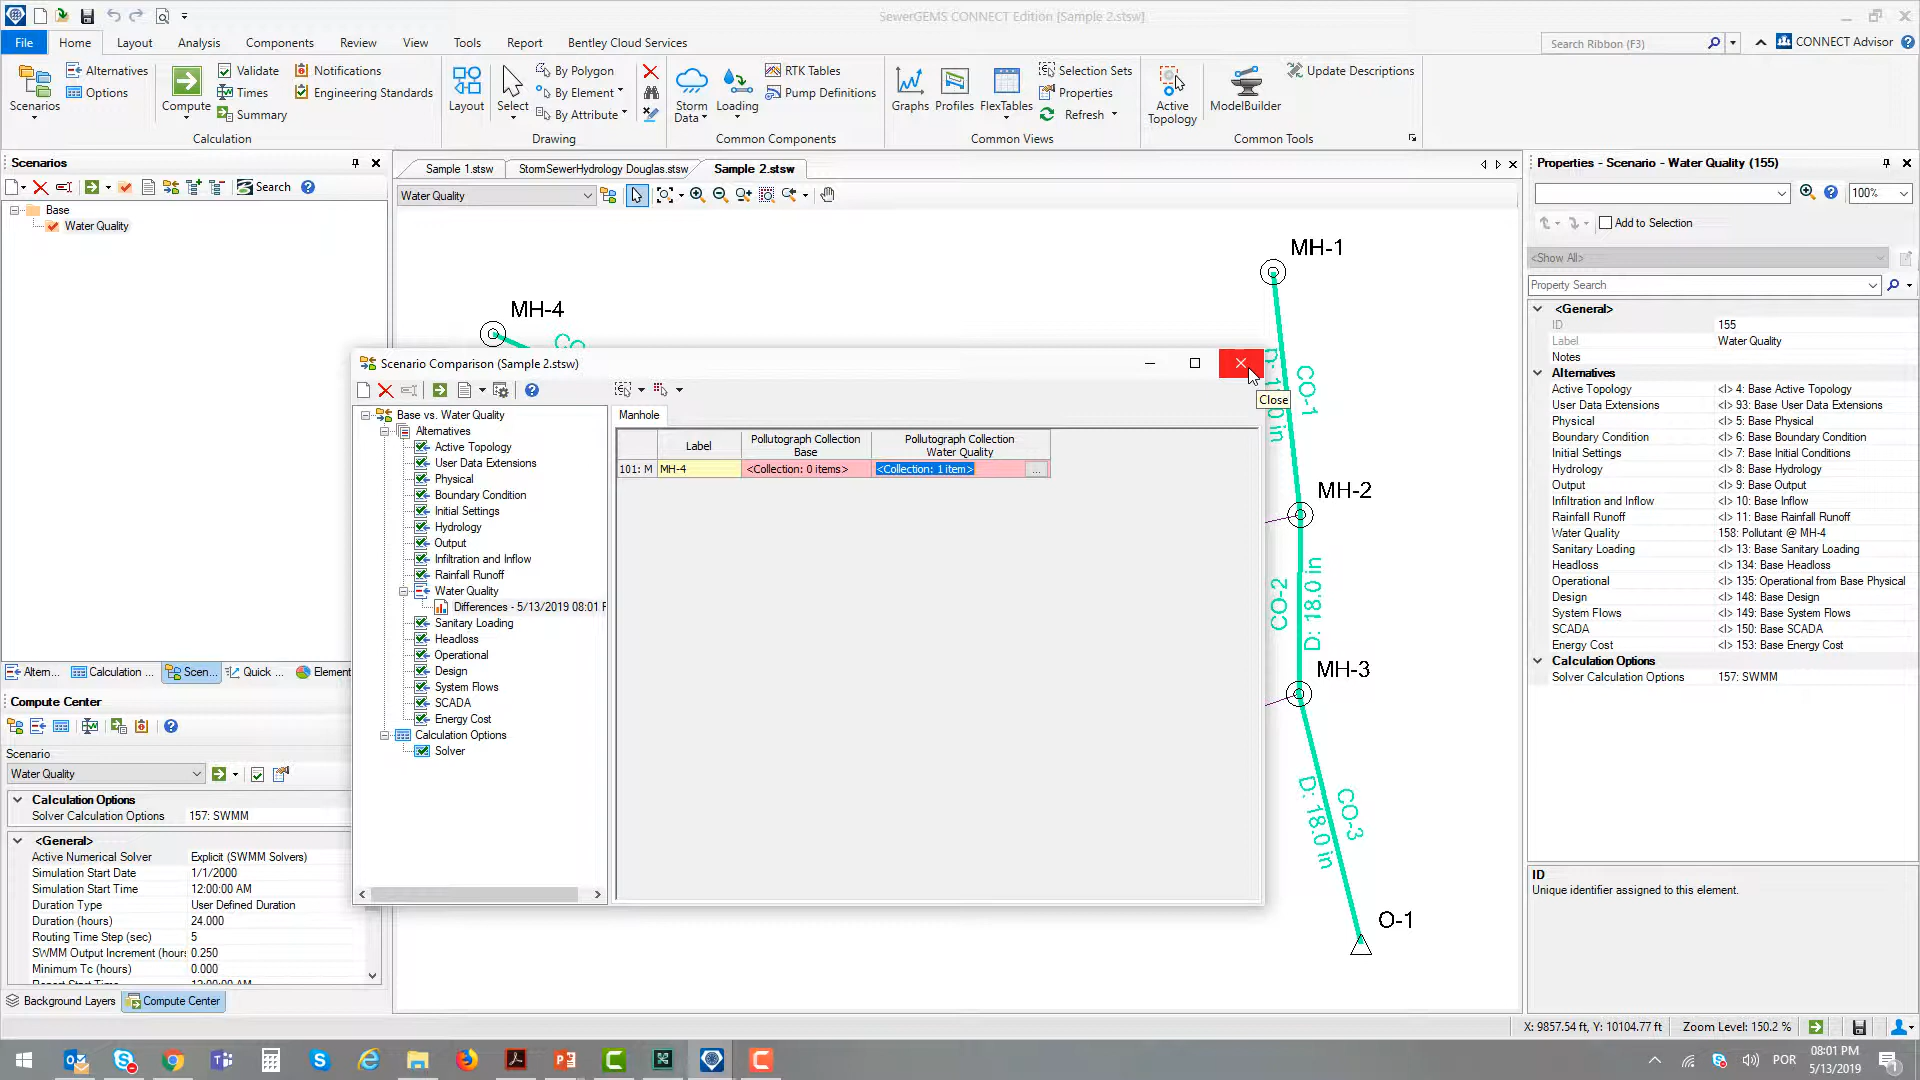 SewerGEMS CONNECT Edition [Sample 2.stsw]
File Home Layout Analysis Components Review View Tools Report Bentley Cloud Services
Search Ribbon (F3)
CONNECT Advisor
Scenarios
Alternatives
Options
Compute
Validate
Times
Summary
Notifications
Engineering Standards
Calculation
Layout
Select
By Polygon
By Element
By Attribute
Drawing
Storm Data
Loading
RTK Tables
Pump Definitions
Common Components
Graphs
Profiles
FlexTables
Selection Sets
Properties
Refresh
Common Views
Active Topology
ModelBuilder
Update Descriptions
Common Tools
Scenarios
Search
Base
Water Quality
Sample 1.stsw
StormSewerHydrology Douglas.stsw
Sample 2.stsw
Water Quality
MH-1
MH-4
CO-1
MH-2
CO-2
D: 18.0 in
MH-3
CO-3
D: 18.0 in
O-1
Scenario Comparison (Sample 2.stsw)
Close
Base vs. Water Quality
Alternatives
Active Topology
User Data Extensions
Physical
Boundary Condition
Initial Settings
Hydrology
Output
Infiltration and Inflow
Rainfall Runoff
Water Quality
Differences - 5/13/2019 08:01
Sanitary Loading
Headloss
Operational
Design
System Flows
SCADA
Energy Cost
Calculation Options
Solver
Manhole
Label
Pollutograph Collection Base
Pollutograph Collection Water Quality
101: M MH-4 <Collection: 0 items> <Collection: 1 item> ...
Altern... Calculation ... Scen... Quick ... Element
Compute Center
Scenario
Water Quality
Calculation Options
Solver Calculation Options 157: SWMM
<General>
Active Numerical Solver Explicit (SWMM Solvers)
Simulation Start Date 1/1/2000
Simulation Start Time 12:00:00 AM
Duration Type User Defined Duration
Duration (hours) 24.000
Routing Time Step (sec) 5
SWMM Output Increment (hours 0.250
Minimum Tc (hours) 0.000
Background Layers Compute Center
Properties - Scenario - Water Quality (155)
100%
Add to Selection
<Show All>
Property Search
<General>
ID 155
Label Water Quality
Notes
Alternatives
Active Topology <I> 4: Base Active Topology
User Data Extensions <I> 93: Base User Data Extensions
Physical <I> 5: Base Physical
Boundary Condition <I> 6: Base Boundary Condition
Initial Settings <I> 7: Base Initial Conditions
Hydrology <I> 8: Base Hydrology
Output <I> 9: Base Output
Infiltration and Inflow <I> 10: Base Inflow
Rainfall Runoff <I> 11: Base Rainfall Runoff
Water Quality 158: Pollutant @ MH-4
Sanitary Loading <I> 13: Base Sanitary Loading
Headloss <I> 134: Base Headloss
Operational <I> 135: Operational from Base Physical
Design <I> 148: Base Design
System Flows <I> 149: Base System Flows
SCADA <I> 150: Base SCADA
Energy Cost <I> 153: Base Energy Cost
Calculation Options
Solver Calculation Options 157: SWMM
ID
Unique identifier assigned to this element.
X: 9857.54 ft, Y: 10104.77 ft Zoom Level: 150.2 %
POR
08:01 PM
5/13/2019